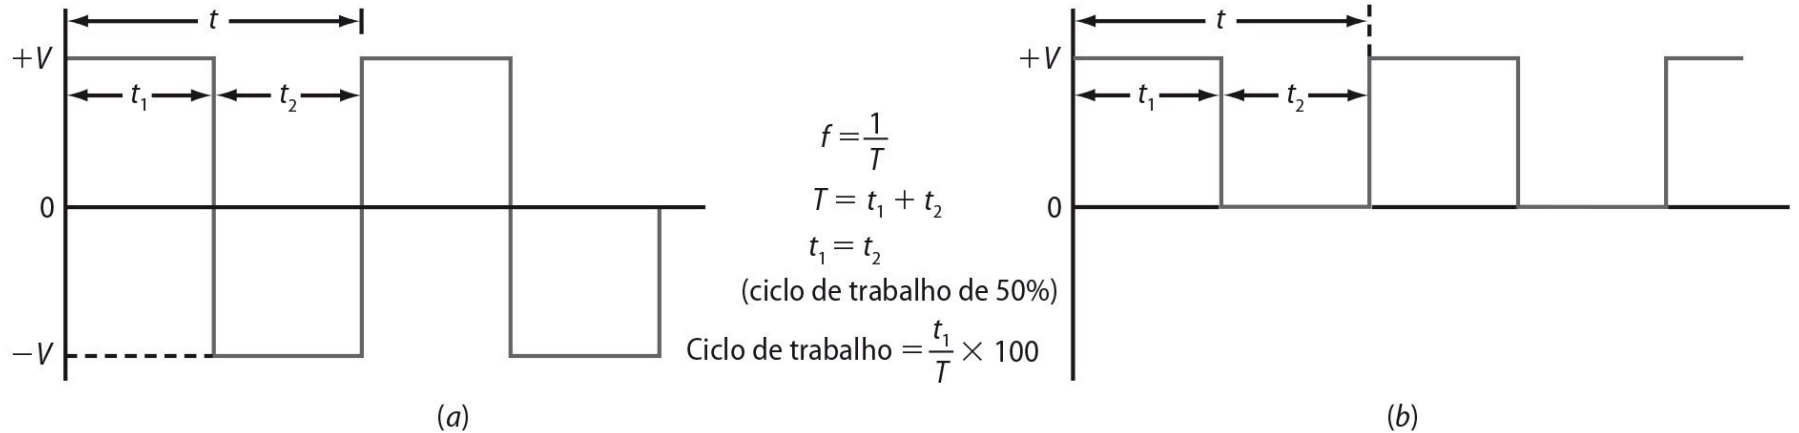 t
+V
t₁
t₂
0
−V
(a)
f = 1/T
T = t₁ + t₂
t₁ = t₂
(ciclo de trabalho de 50%)
Ciclo de trabalho = t₁/T × 100
t
+V
t₁
t₂
0
(b)